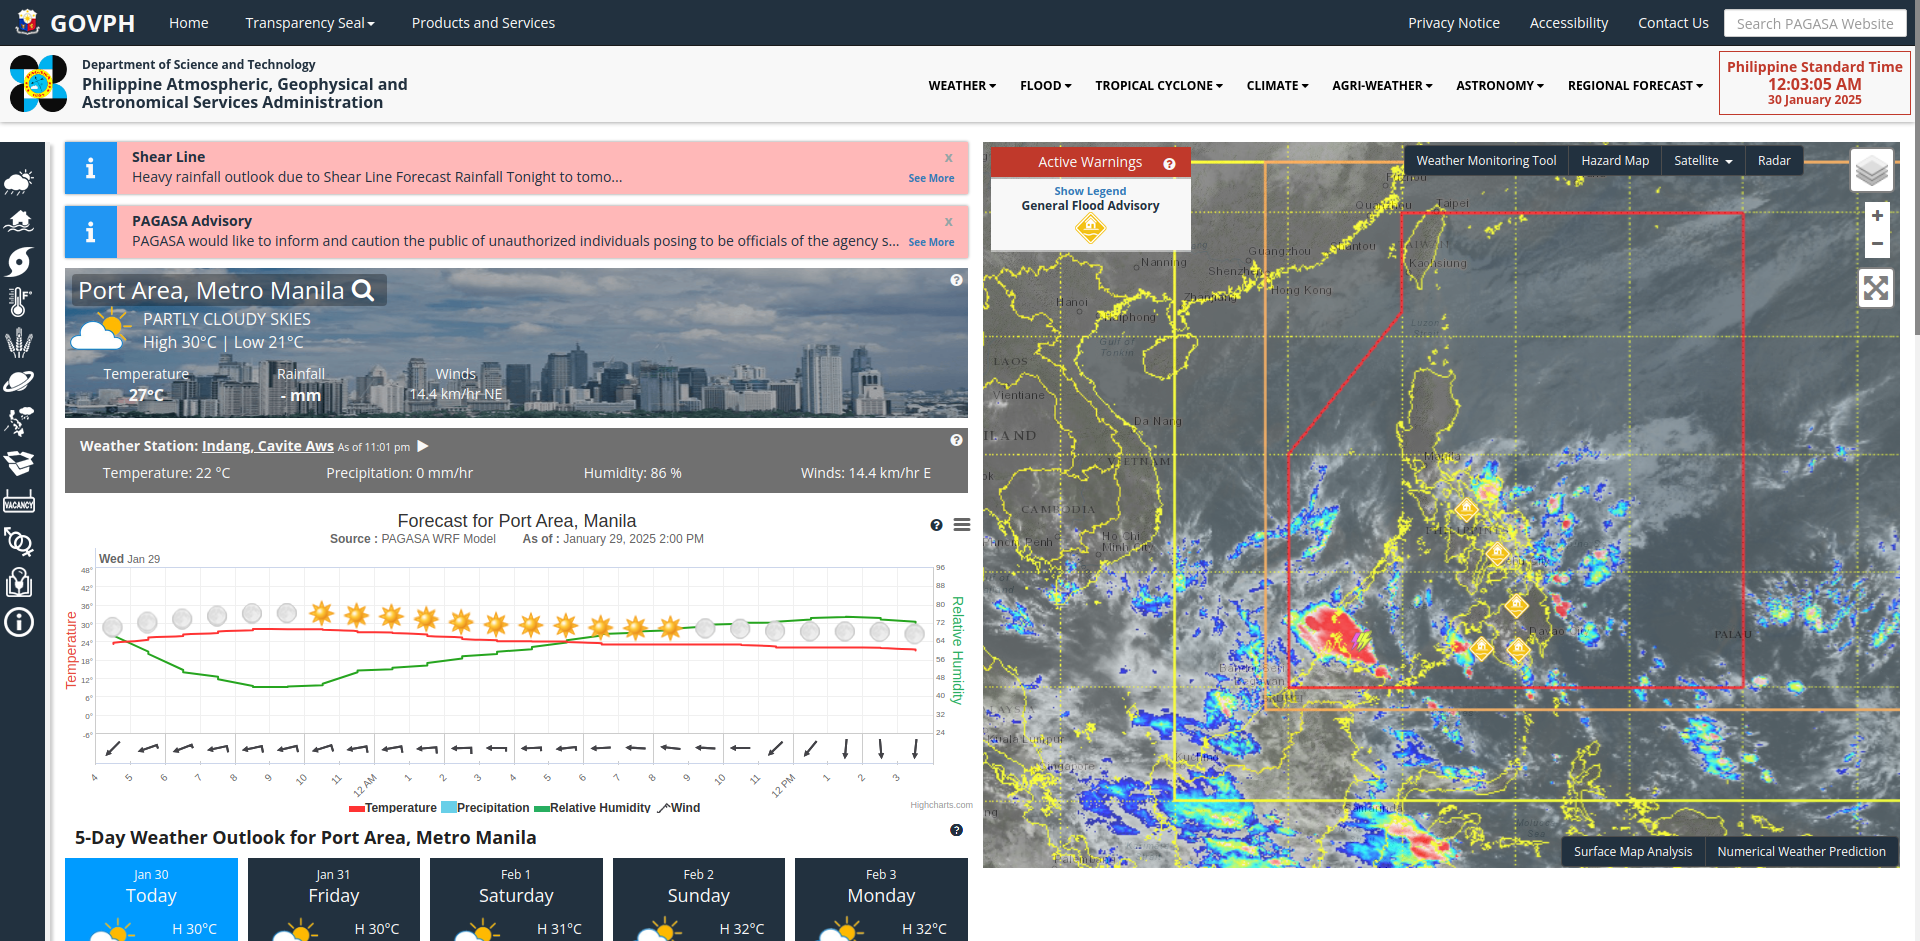 GOVPH
Home
Transparency Seal
Products and Services
Privacy Notice
Accessibility
Contact Us
Search PAGASA Website
Department of Science and Technology
Philippine Atmospheric, Geophysical and
Astronomical Services Administration
WEATHER
FLOOD
TROPICAL CYCLONE
CLIMATE
AGRI-WEATHER
ASTRONOMY
REGIONAL FORECAST
Philippine Standard Time
12:03:05 AM
30 January 2025
Shear Line
x
Heavy rainfall outlook due to Shear Line Forecast Rainfall Tonight to tomo...
See More
PAGASA Advisory
x
PAGASA would like to inform and caution the public of unauthorized individuals posing to be officials of the agency s...
See More
Port Area, Metro Manila
PARTLY CLOUDY SKIES
High 30°C | Low 21°C
Temperature
27°C
Rainfall
- mm
Winds
14.4 km/hr NE
Weather Station: Indang, Cavite Aws As of 11:01 pm
Temperature: 22 °C
Precipitation: 0 mm/hr
Humidity: 86 %
Winds: 14.4 km/hr E
VACANCY
Forecast for Port Area, Manila
Source : PAGASA WRF Model As of : January 29, 2025 2:00 PM
Wed Jan 29
Temperature
48°
42°
36°
30°
24°
18°
12°
6°
0°
-6°
96
88
80
72
64
56
48
40
32
24
Relative Humidity
4
5
6
7
8
9
10
11
12 AM
1
2
3
4
5
6
7
8
9
10
11
12 PM
1
2
3
Temperature
Precipitation
Relative Humidity
Wind
Highcharts.com
5-Day Weather Outlook for Port Area, Metro Manila
Jan 30
Today
H 30°C
Jan 31
Friday
H 30°C
Feb 1
Saturday
H 31°C
Feb 2
Sunday
H 32°C
Feb 3
Monday
H 32°C
Active Warnings
Show Legend
General Flood Advisory
Weather Monitoring Tool
Hazard Map
Satellite
Radar
+
−
Taipei
Guangzhou
Nanning
Kaohsiung
Hong Kong
Hanoi
Gulf of
Tonkin
LAOS
Vientiane
Da Nang
VIETNAM
CAMBODIA
Ho Chi
Minh City
PALAU
Kuala Lumpur
Kuching
Singapore
Surface Map Analysis
Numerical Weather Prediction